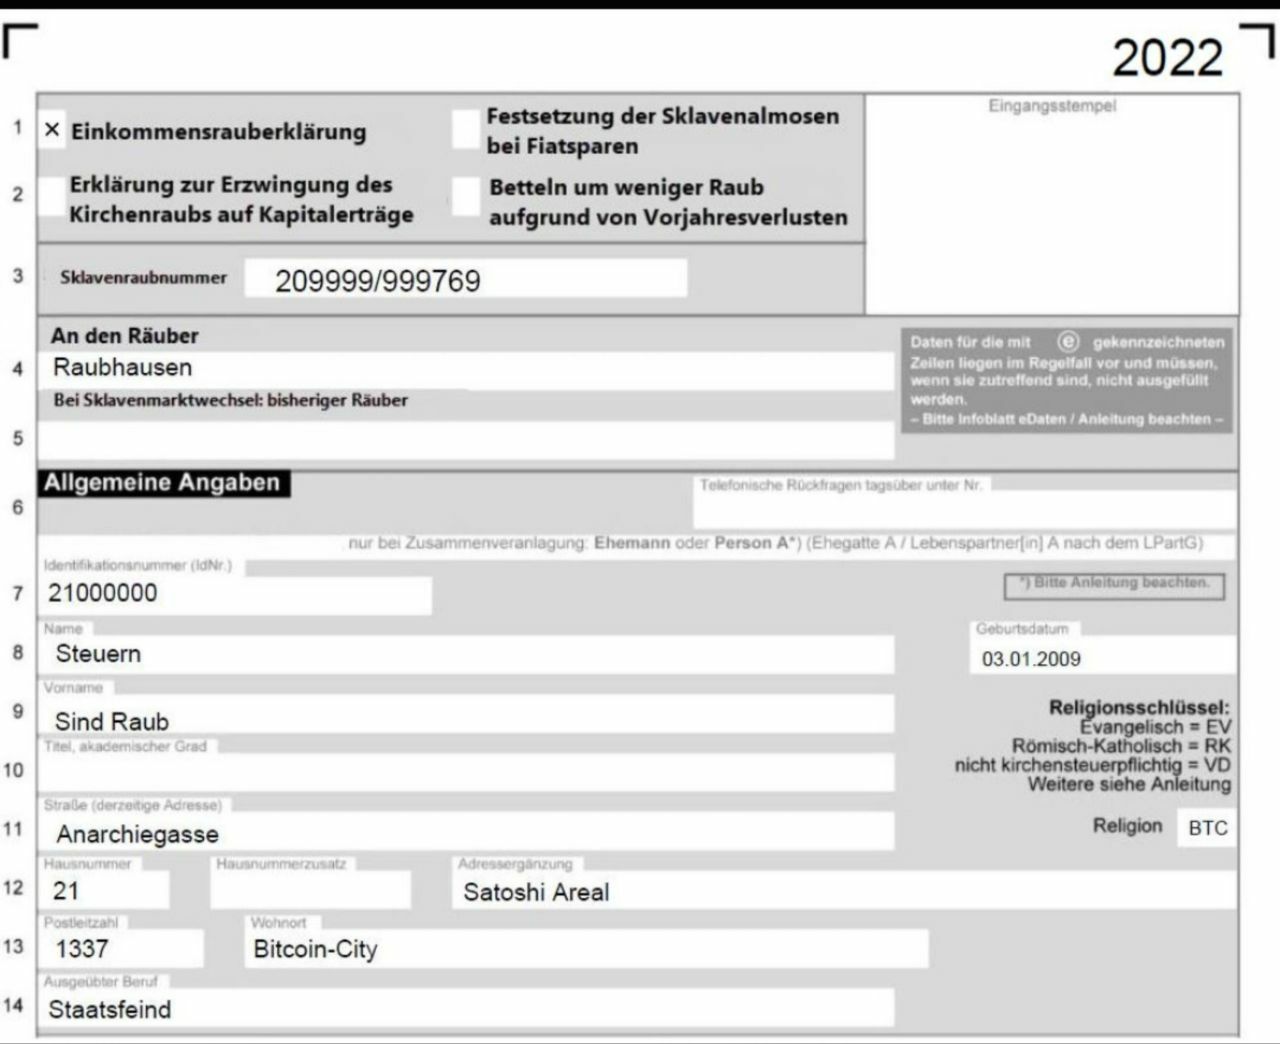 2022
Eingangsstempel
1 × Einkommensrauberklärung
Festsetzung der Sklavenalmosen
bei Fiatsparen
2 Erklärung zur Erzwingung des
Kirchenraubs auf Kapitalerträge
Betteln um weniger Raub
aufgrund von Vorjahresverlusten
3 Sklavenraubnummer 209999/999769
An den Räuber
4 Raubhausen
Bei Sklavenmarktwechsel: bisheriger Räuber
5
Daten für die mit e gekennzeichneten
Zeilen liegen im Regelfall vor und müssen,
wenn sie zutreffend sind, nicht ausgefüllt
werden.
– Bitte Infoblatt eDaten / Anleitung beachten –
Allgemeine Angaben
Telefonische Rückfragen tagsüber unter Nr.
6
nur bei Zusammenveranlagung: Ehemann oder Person A*) (Ehegatte A / Lebenspartner[in] A nach dem LPartG)
Identifikationsnummer (IdNr.)
7 21000000
*) Bitte Anleitung beachten.
Name
8 Steuern
Geburtsdatum
03.01.2009
Vorname
9 Sind Raub
Titel, akademischer Grad
10
Religionsschlüssel:
Evangelisch = EV
Römisch-Katholisch = RK
nicht kirchensteuerpflichtig = VD
Weitere siehe Anleitung
Straße (derzeitige Adresse)
11 Anarchiegasse
Religion BTC
Hausnummer Hausnummerzusatz Adressergänzung
12 21 Satoshi Areal
Postleitzahl Wohnort
13 1337 Bitcoin-City
Ausgeübter Beruf
14 Staatsfeind